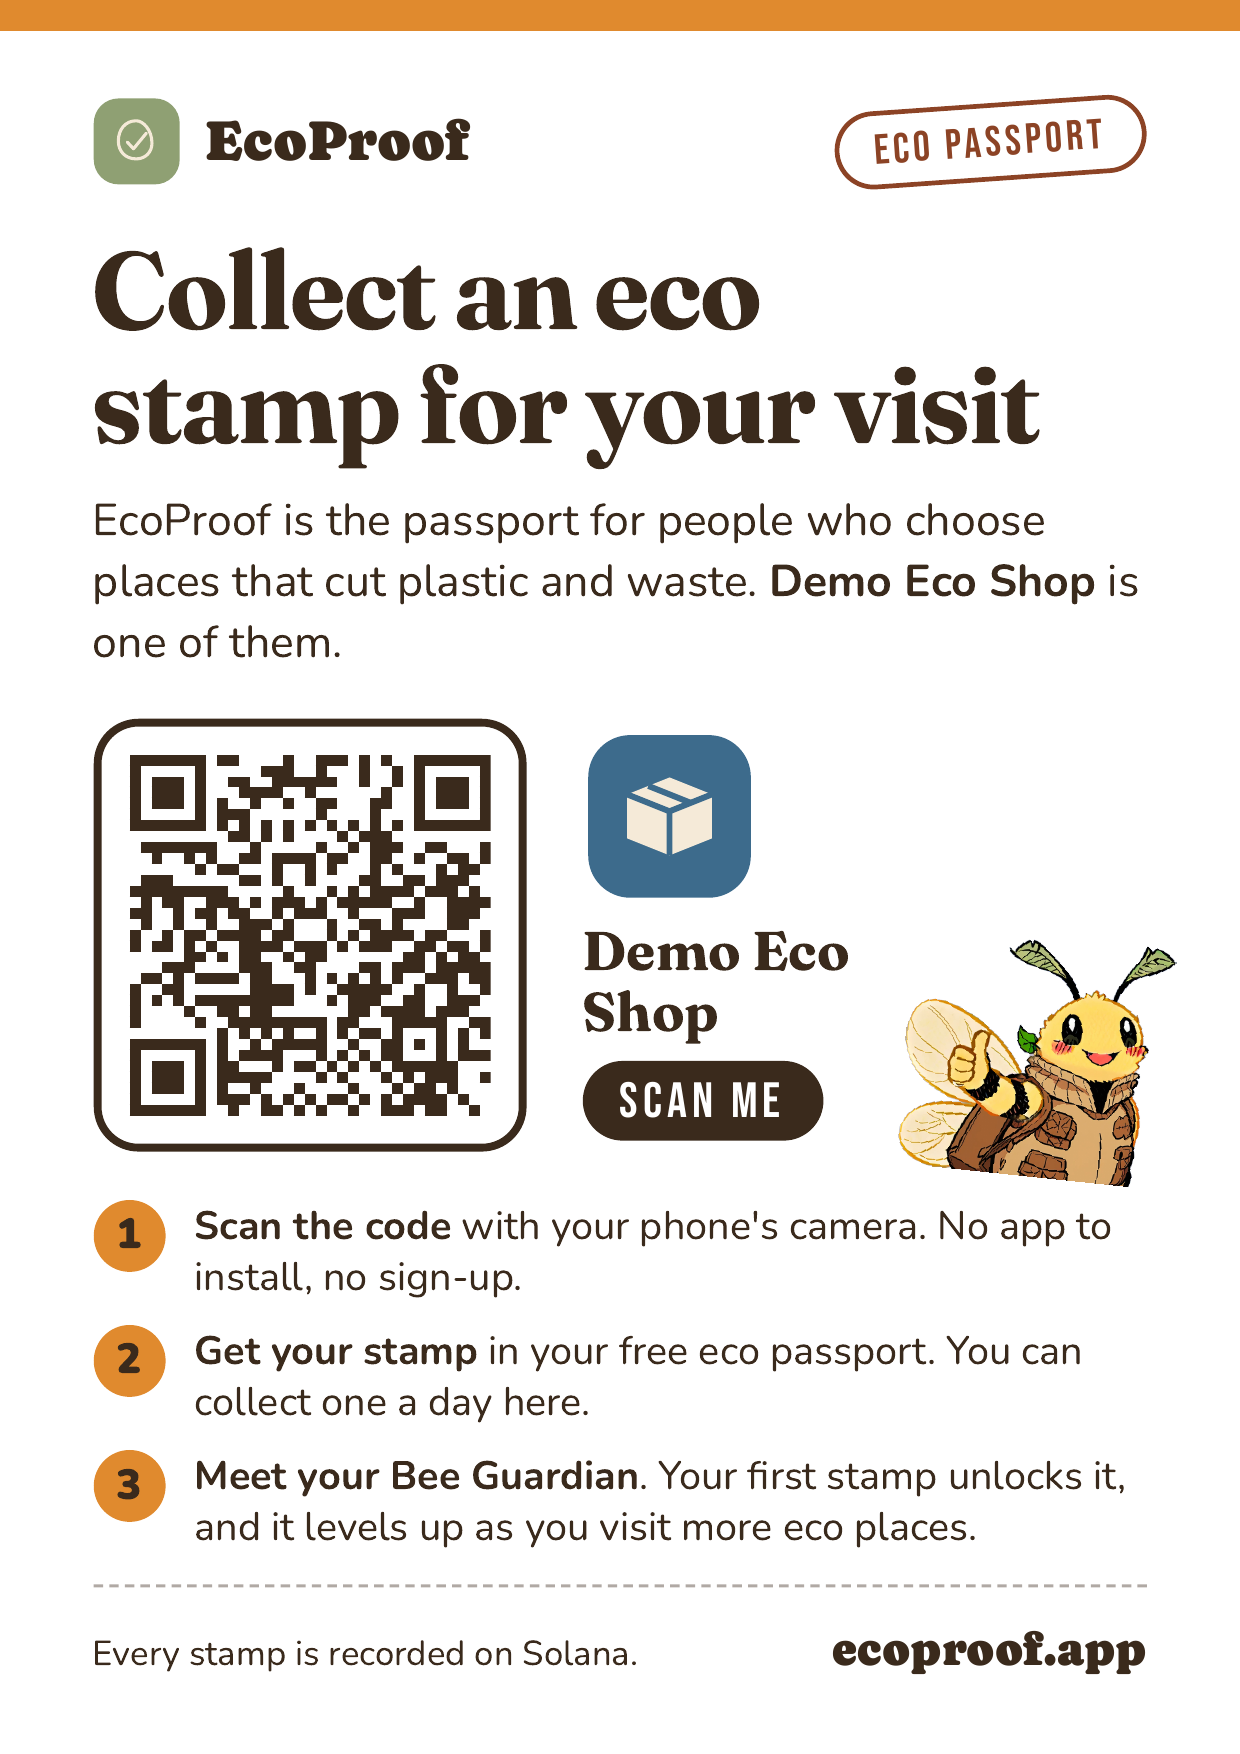 EcoProof
ECO PASSPORT
Collect an eco
stamp for your visit
EcoProof is the passport for people who choose
places that cut plastic and waste. Demo Eco Shop is
one of them.
Demo Eco
Shop
SCAN ME
1
Scan the code with your phone's camera. No app to
install, no sign-up.
2
Get your stamp in your free eco passport. You can
collect one a day here.
3
Meet your Bee Guardian. Your first stamp unlocks it,
and it levels up as you visit more eco places.
Every stamp is recorded on Solana.
ecoproof.app